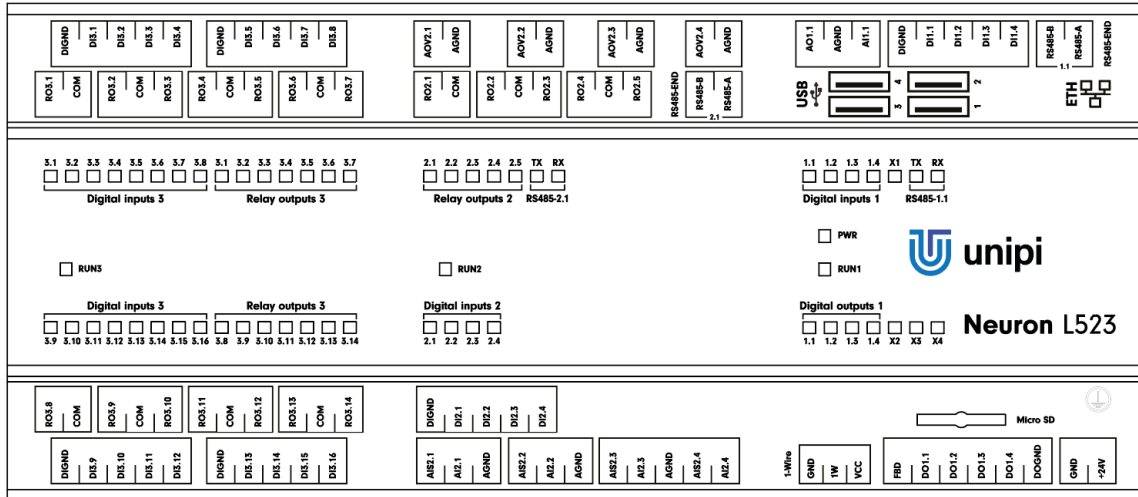 DIGND DI3.1 DI3.2 DI3.3 DI3.4 DIGND DI3.5 DI3.6 DI3.7 DI3.8 AOV2.1 AGND AOV2.2 AGND AOV2.3 AGND AOV2.4 AGND AO1.1 AGND AI1.1 DIGND DI1.1 DI1.2 DI1.3 DI1.4 RS485-B RS485-A RS485-END
1.1
RO3.1 COM RO3.2 COM RO3.3 RO3.4 COM RO3.5 RO3.6 COM RO3.7 RO2.1 COM RO2.2 COM RO2.3 RO2.4 COM RO2.5 RS485-END RS485-B RS485-A USB 4 2 ETH
2.1 3 1
3.1 3.2 3.3 3.4 3.5 3.6 3.7 3.8 3.1 3.2 3.3 3.4 3.5 3.6 3.7 2.1 2.2 2.3 2.4 2.5 TX RX 1.1 1.2 1.3 1.4 X1 TX RX
Digital inputs 3 Relay outputs 3 Relay outputs 2 RS485-2.1 Digital inputs 1 RS485-1.1
PWR
unipi
RUN3 RUN2 RUN1
Digital inputs 3 Relay outputs 3 Digital inputs 2 Digital outputs 1
Neuron L523
3.9 3.10 3.11 3.12 3.13 3.14 3.15 3.16 3.8 3.9 3.10 3.11 3.12 3.13 3.14 2.1 2.2 2.3 2.4 1.1 1.2 1.3 1.4 X2 X3 X4
RO3.8 COM RO3.9 COM RO3.10 RO3.11 COM RO3.12 RO3.13 COM RO3.14 DIGND DI2.1 DI2.2 DI2.3 DI2.4 Micro SD
DIGND DI3.9 DI3.10 DI3.11 DI3.12 DIGND DI3.13 DI3.14 DI3.15 DI3.16 AIS2.1 AI2.1 AGND AIS2.2 AI2.2 AGND AIS2.3 AI2.3 AGND AIS2.4 AI2.4 1-Wire GND 1W VCC FBD DO1.1 DO1.2 DO1.3 DO1.4 DOGND GND +24V